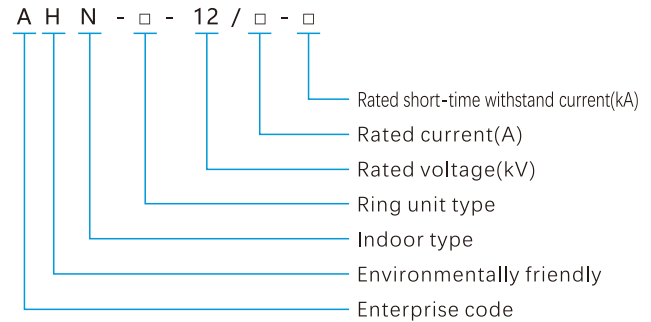 A H N - □ - 12 / □ - □
Rated short-time withstand current(kA)
Rated current(A)
Rated voltage(kV)
Ring unit type
Indoor type
Environmentally friendly
Enterprise code